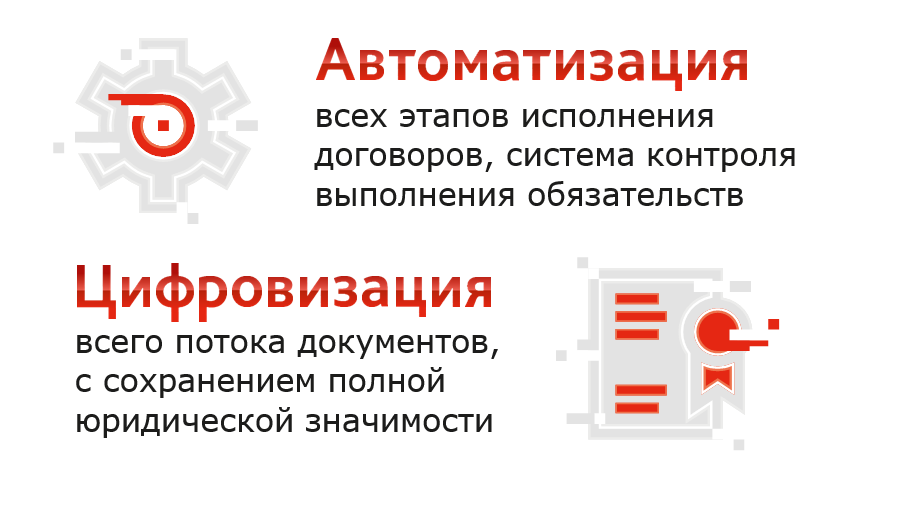 Автоматизация
всех этапов исполнения
договоров, система контроля
выполнения обязательств
Цифровизация
всего потока документов,
с сохранением полной
юридической значимости